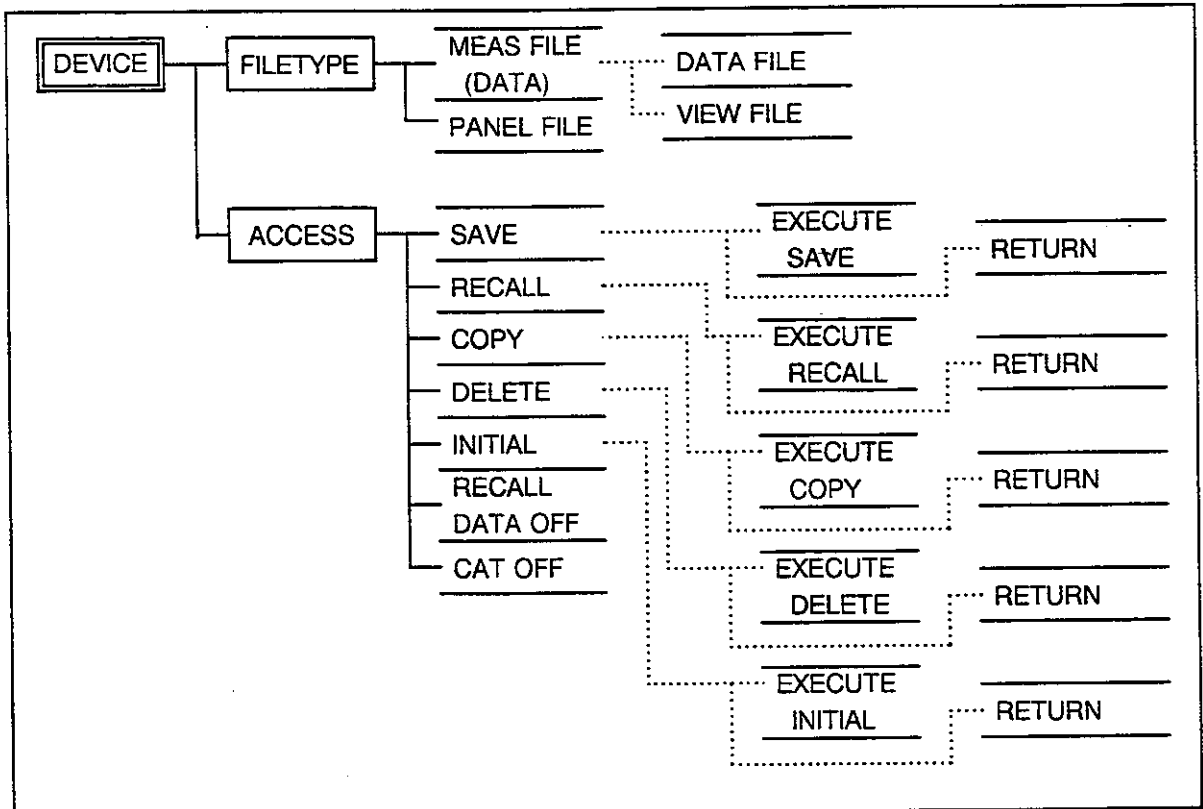 DEVICE
FILETYPE
MEAS FILE
(DATA)
DATA FILE
VIEW FILE
PANEL FILE
ACCESS
SAVE
EXECUTE
SAVE
RETURN
RECALL
EXECUTE
RECALL
RETURN
COPY
EXECUTE
COPY
RETURN
DELETE
EXECUTE
DELETE
RETURN
INITIAL
EXECUTE
INITIAL
RETURN
RECALL
DATA OFF
CAT OFF